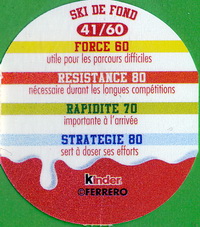 SKI DE FOND
41/60
FORCE 60
utile pour les parcours difficiles
RESISTANCE 80
nécessaire durant les longues compétitions
RAPIDITE 70
importante à l'arrivée
STRATEGIE 80
sert à doser ses efforts
Kinder
©FERRERO